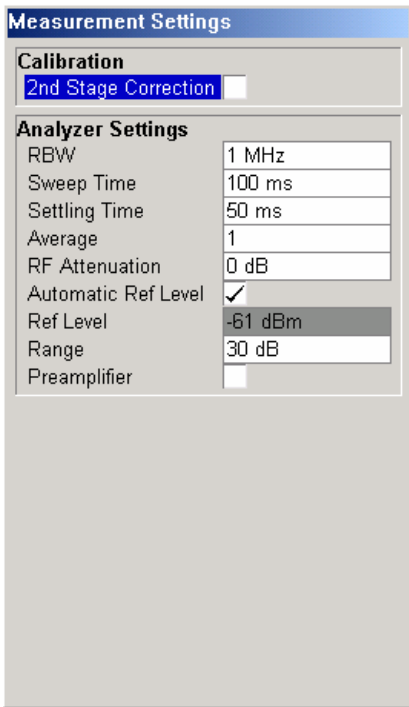 Measurement Settings
Calibration
2nd Stage Correction
Analyzer Settings
RBW 1 MHz
Sweep Time 100 ms
Settling Time 50 ms
Average 1
RF Attenuation 0 dB
Automatic Ref Level ✓
Ref Level -61 dBm
Range 30 dB
Preamplifier